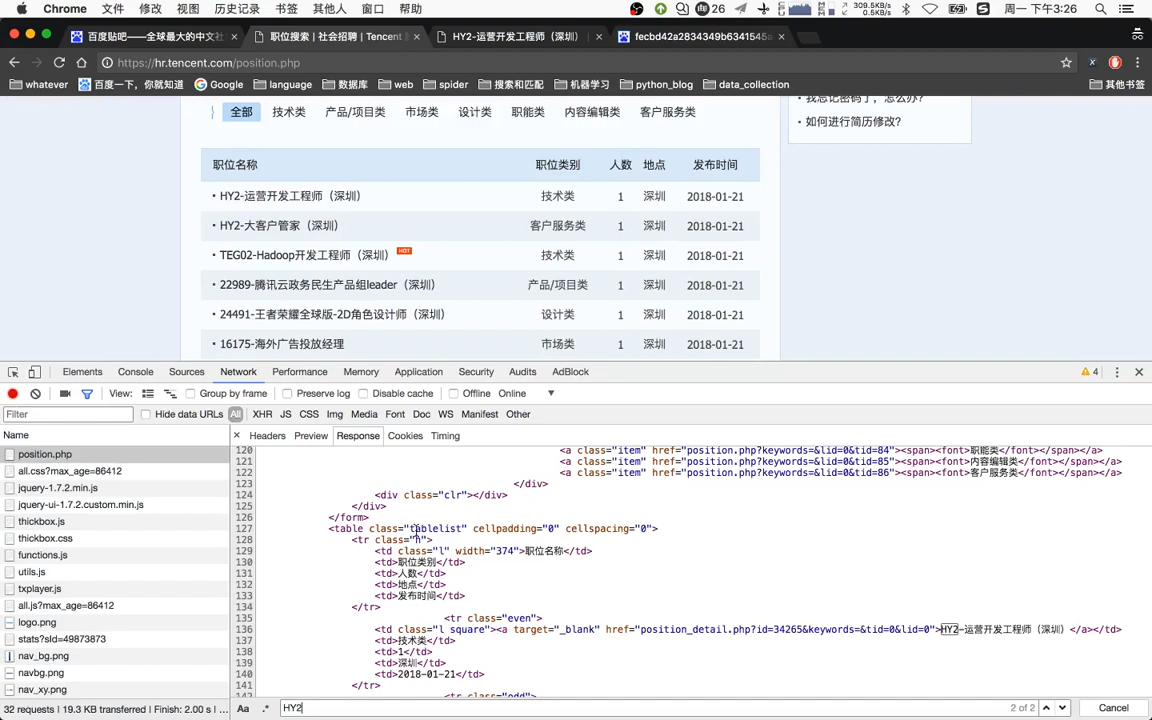 Chrome 文件 修改 视图 历史记录 书签 其他人 窗口 帮助 26 309.5KB/s 0.5KB/s 周一 下午3:26
百度贴吧——全球最大的中文社 职位搜索 | 社会招聘 | Tencent HY2-运营开发工程师（深圳） fecbd42a2834349b6341545a
https://hr.tencent.com/position.php
whatever 百度一下，你就知道 Google language 数据库 web spider 搜索和匹配 机器学习 python_blog data_collection 其他书签
全部 技术类 产品/项目类 市场类 设计类 职能类 内容编辑类 客户服务类
我忘记密码了，怎么办?
如何进行简历修改?
职位名称 职位类别 人数 地点 发布时间
HY2-运营开发工程师（深圳） 技术类 1 深圳 2018-01-21
HY2-大客户管家（深圳） 客户服务类 1 深圳 2018-01-21
TEG02-Hadoop开发工程师（深圳） HOT 技术类 1 深圳 2018-01-21
22989-腾讯云政务民生产品组leader（深圳） 产品/项目类 1 深圳 2018-01-21
24491-王者荣耀全球版-2D角色设计师（深圳） 设计类 1 深圳 2018-01-21
16175-海外广告投放经理 市场类 1 深圳 2018-01-21
Elements Console Sources Network Performance Memory Application Security Audits AdBlock 4
View: Group by frame Preserve log Disable cache Offline Online
Filter Hide data URLs All XHR JS CSS Img Media Font Doc WS Manifest Other
Name Headers Preview Response Cookies Timing
position.php
all.css?max_age=86412
jquery-1.7.2.min.js
jquery-ui-1.7.2.custom.min.js
thickbox.js
thickbox.css
functions.js
utils.js
txplayer.js
all.js?max_age=86412
logo.png
stats?sId=49873873
nav_bg.png
navbg.png
nav_xy.png
120 <a class="item" href="position.php?keywords=&lid=0&tid=84"><span><font>职能类</font></span></a>
121 <a class="item" href="position.php?keywords=&lid=0&tid=85"><span><font>内容编辑类</font></span></a>
122 <a class="item" href="position.php?keywords=&lid=0&tid=86"><span><font>客户服务类</font></span></a>
123 </div>
124 <div class="clr"></div>
125 </div>
126 </form>
127 <table class="tablelist" cellpadding="0" cellspacing="0">
128 <tr class="h">
129 <td class="l" width="374">职位名称</td>
130 <td>职位类别</td>
131 <td>人数</td>
132 <td>地点</td>
133 <td>发布时间</td>
134 </tr>
135 <tr class="even">
136 <td class="l square"><a target="_blank" href="position_detail.php?id=34265&keywords=&tid=0&lid=0">HY2-运营开发工程师（深圳）</a></td>
137 <td>技术类</td>
138 <td>1</td>
139 <td>深圳</td>
140 <td>2018-01-21</td>
141 </tr>
142 <tr class="odd">
32 requests | 19.3 KB transferred | Finish: 2.00 s | ... Aa .* HY2 2 of 2 Cancel